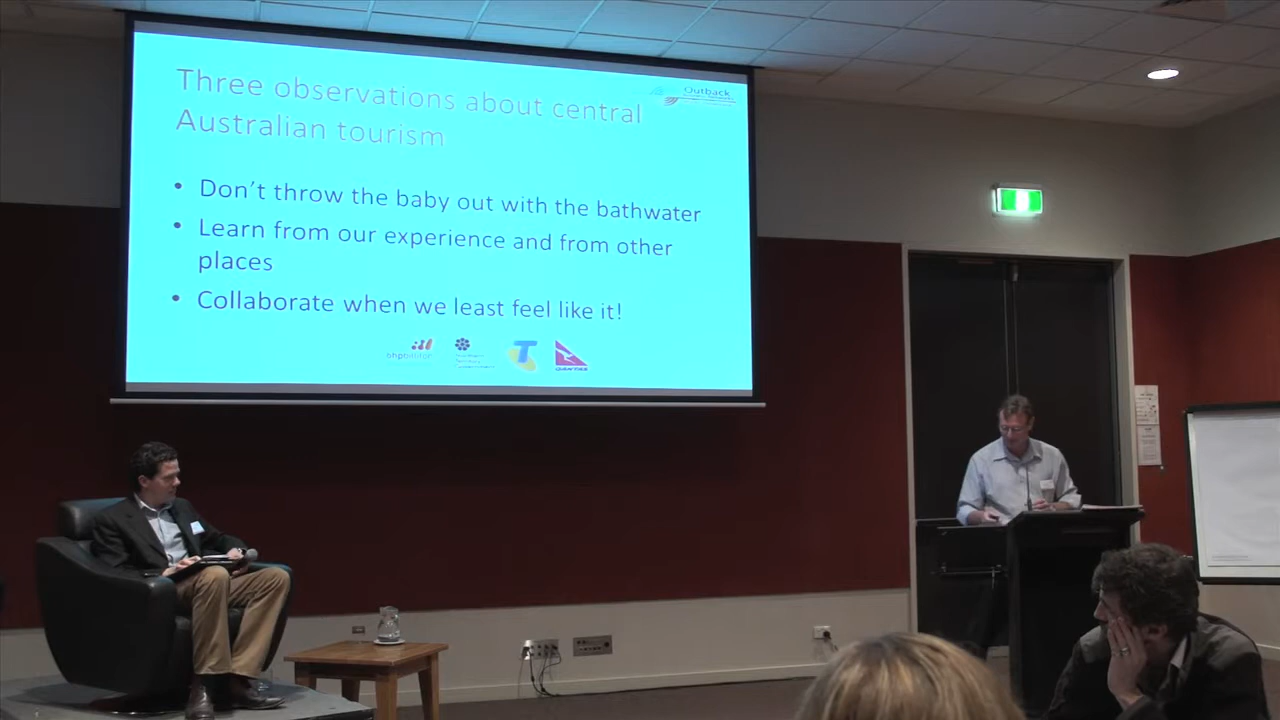 Three observations about central
Australian tourism
Outback
• Don't throw the baby out with the bathwater
• Learn from our experience and from other
places
• Collaborate when we least feel like it!
bhpbilliton
T
QANTAS